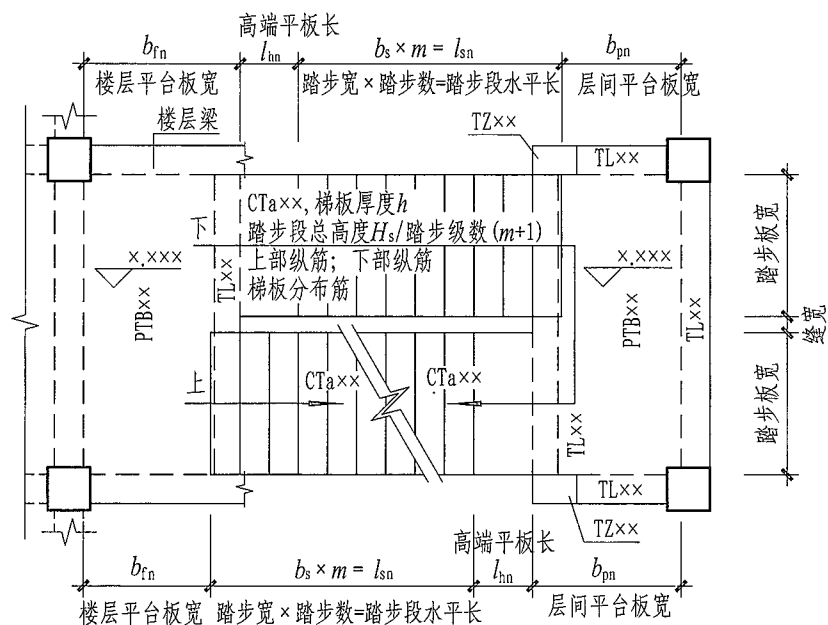 高端平板长
b_fn
l_hn
b_s × m = l_sn
b_pn
楼层平台板宽
踏步宽 × 踏步数=踏步段水平长
层间平台板宽
楼层梁
TZ××
TL××
CTa××, 梯板厚度h
踏步段总高度H_s/踏步级数(m+1)
上部纵筋; 下部纵筋
梯板分布筋
下
x.xxx
PTB××
TL××
x.xxx
PTB××
TL××
踏步板宽
缝宽
踏步板宽
上
CTa××
CTa××
TL××
TL××
TZ××
高端平板长
b_fn
b_s × m = l_sn
l_hn
b_pn
楼层平台板宽
踏步宽 × 踏步数=踏步段水平长
层间平台板宽